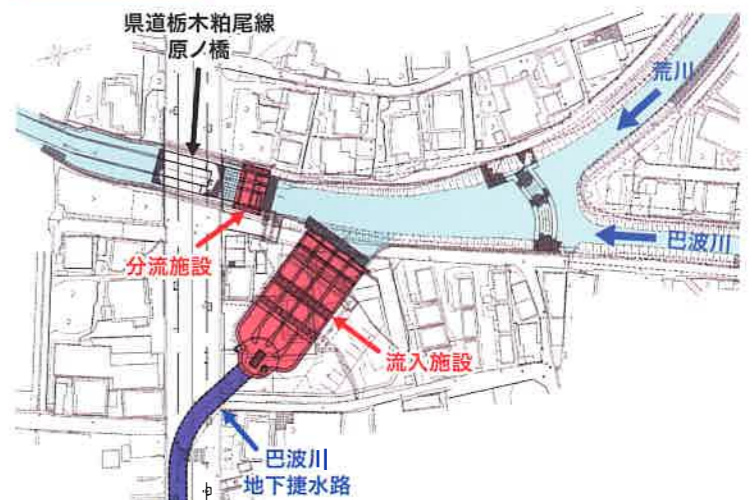 県道栃木粕尾線
原ノ橋
荒川
巴波川
分流施設
流入施設
巴波川
地下捷水路